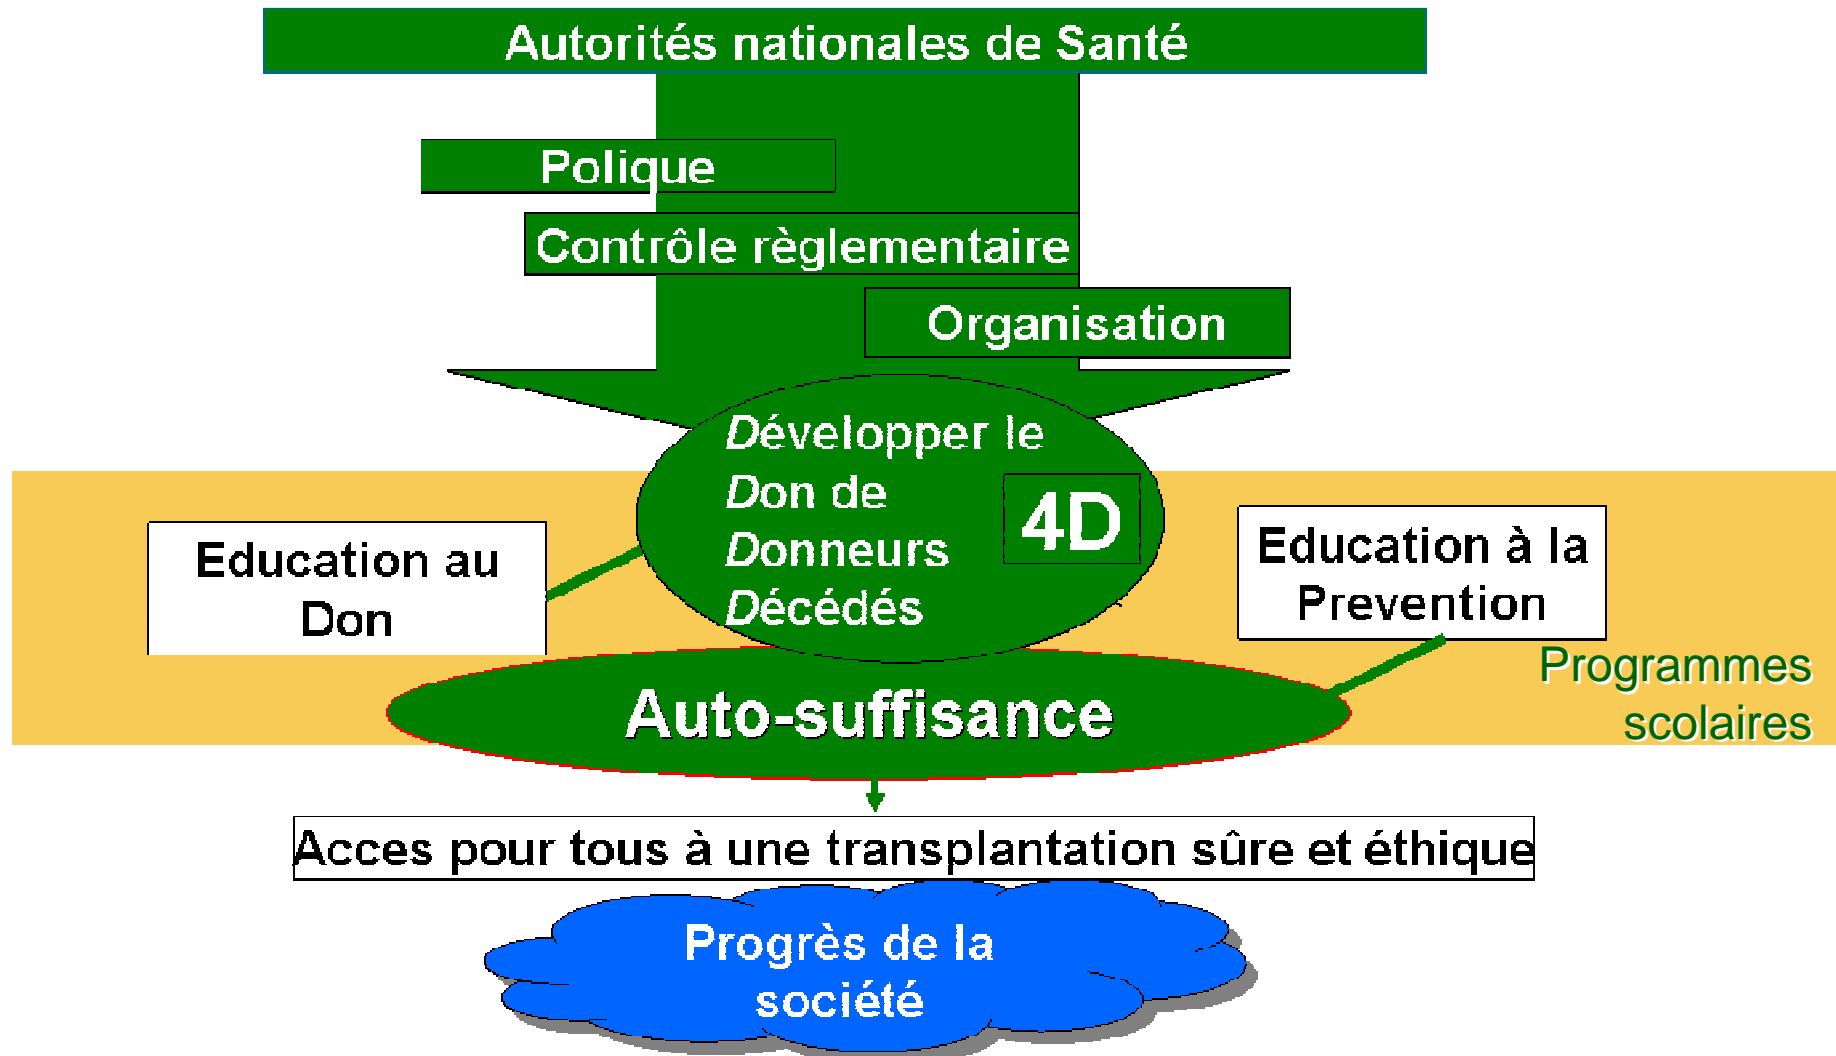 Autorités nationales de Santé
Polique
Contrôle règlementaire
Organisation
Développer le
Don de
Donneurs
Décédés
4D
Education au
Don
Education à la
Prevention
Programmes
scolaires
Auto-suffisance
Acces pour tous à une transplantation sûre et éthique
Progrès de la
société